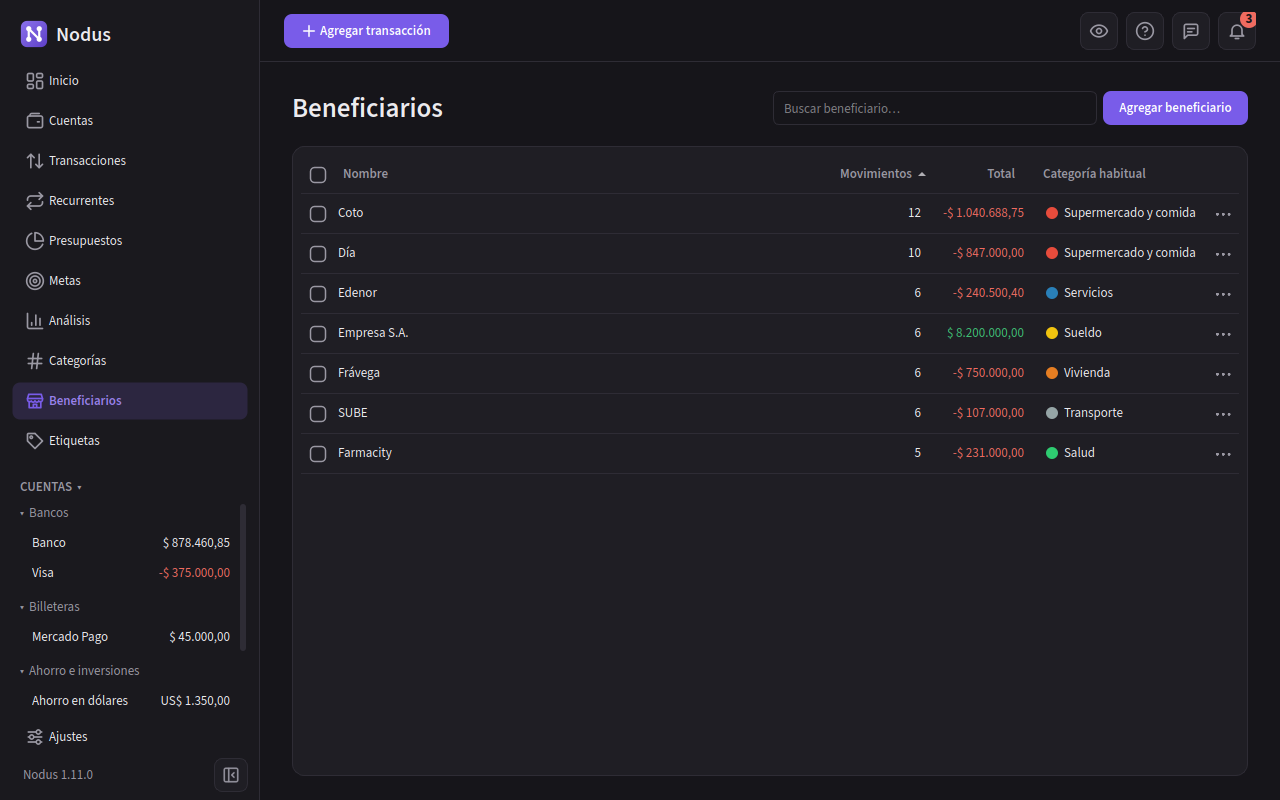 Nodus
Inicio
Cuentas
Transacciones
Recurrentes
Presupuestos
Metas
Análisis
Categorías
Beneficiarios
Etiquetas
CUENTAS
Bancos
Banco $ 878.460,85
Visa -$ 375.000,00
Billeteras
Mercado Pago $ 45.000,00
Ahorro e inversiones
Ahorro en dólares US$ 1.350,00
Ajustes
Nodus 1.11.0
Agregar transacción
3
Beneficiarios
Buscar beneficiario…
Agregar beneficiario
Nombre Movimientos Total Categoría habitual
Coto 12 -$ 1.040.688,75 Supermercado y comida
Día 10 -$ 847.000,00 Supermercado y comida
Edenor 6 -$ 240.500,40 Servicios
Empresa S.A. 6 $ 8.200.000,00 Sueldo
Frávega 6 -$ 750.000,00 Vivienda
SUBE 6 -$ 107.000,00 Transporte
Farmacity 5 -$ 231.000,00 Salud